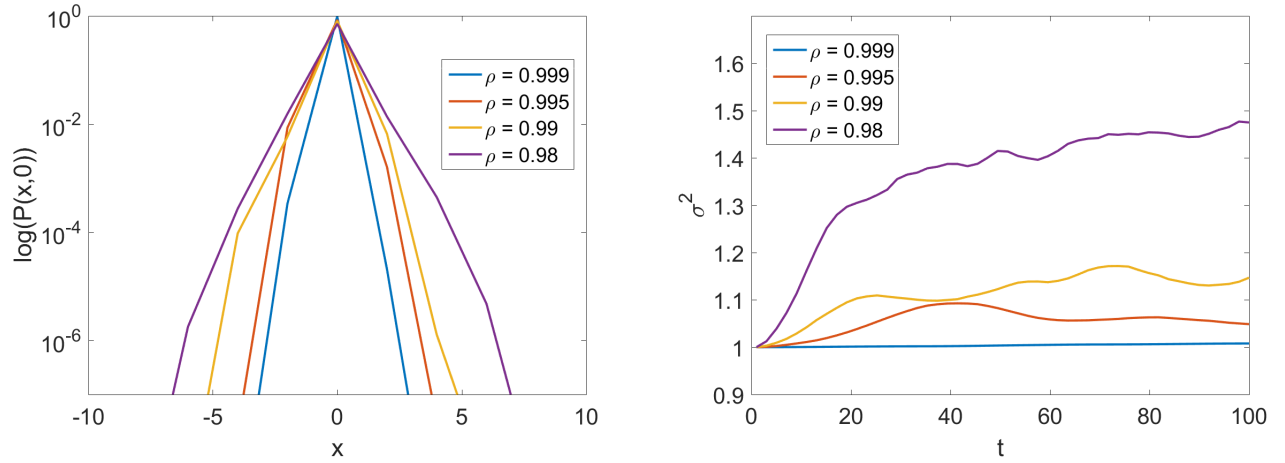 10^0
10^-2
10^-4
10^-6
log(P(x,0))
ρ = 0.999
ρ = 0.995
ρ = 0.99
ρ = 0.98
-10
-5
0
5
10
x
1.6
1.5
1.4
1.3
1.2
1.1
1
0.9
σ^2
ρ = 0.999
ρ = 0.995
ρ = 0.99
ρ = 0.98
0
20
40
60
80
100
t